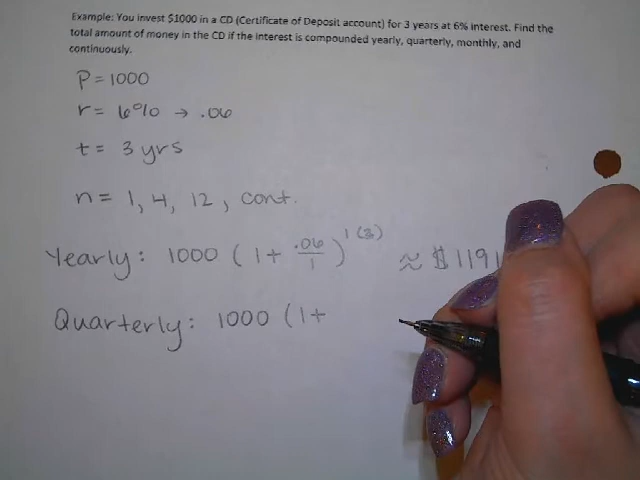 Example: You invest $1000 in a CD (Certificate of Deposit account) for 3 years at 6% interest. Find the
total amount of money in the CD if the interest is compounded yearly, quarterly, monthly, and
continuously.
P = 1000
r = 6% → .06
t = 3 yrs
n = 1, 4, 12, cont.
Yearly: 1000 (1 + .06/1)^1(3) ≈ $1191
Quarterly: 1000 (1 +